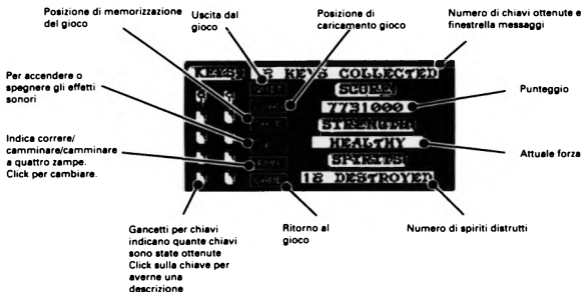 Posizione di memorizzazione
del gioco
Uscita dal
gioco
Posizione di
caricamento gioco
Numero di chiavi ottenute e
finestrella messaggi
Per accendere o
spegnere gli effetti
sonori
Indica correre/
camminare/camminare
a quattro zampe.
Click per cambiare.
KEYS
KEYS COLLECTED
SCORE
7731000
STRENGTH
HEALTHY
SPIRITS
18 DESTROYED
GAME
Punteggio
Attuale forza
Gancetti per chiavi
indicano quante chiavi
sono state ottenute
Click sulla chiave per
averne una
descrizione
Ritorno al
gioco
Numero di spiriti distrutti